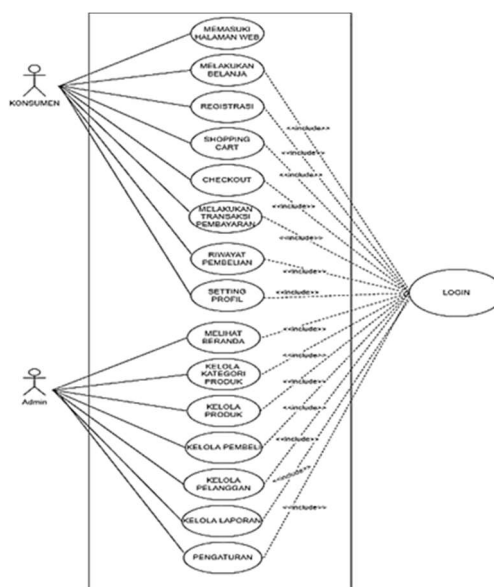 MEMASUKI
HALAMAN WEB
MELAKUKAN
BELANJA
KONSUMEN
REGISTRASI
<<include>>
SHOPPING
CART
<<include>>
CHECKOUT
<<include>>
MELAKUKAN
TRANSAKSI
PEMBAYARAN
<<include>>
<<include>>
RIWAYAT
PEMBELIAN
<<include>>
SETTING
PROFIL
LOGIN
MELIHAT
BERANDA
<<include>>
KELOLA
KATEGORI
PRODUK
<<include>>
Admin
KELOLA
PRODUK
<<include>>
<<include>>
KELOLA PEMBELI
<<include>>
KELOLA
PELANGGAN
<<include>>
KELOLA LAPORAN
<<include>>
PENGATURAN